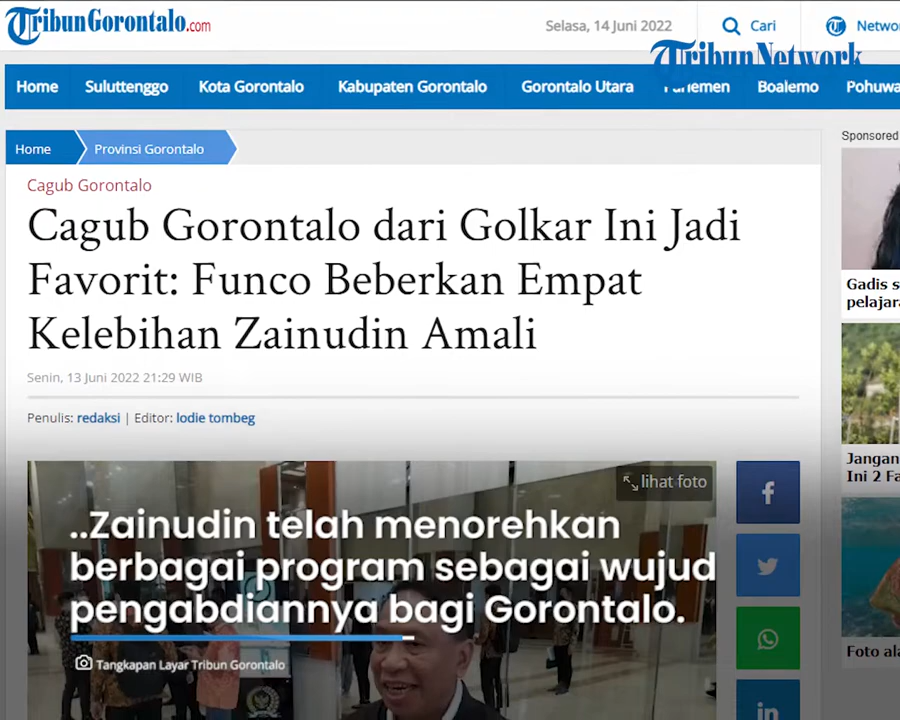 TribunGorontalo.com
Selasa, 14 Juni 2022
Cari
TribunNetwork
Home Suluttenggo Kota Gorontalo Kabupaten Gorontalo Gorontalo Utara Boalemo
Home Provinsi Gorontalo
Sponsored
Cagub Gorontalo
Cagub Gorontalo dari Golkar Ini Jadi
Favorit: Funco Beberkan Empat
Kelebihan Zainudin Amali
Senin, 13 Juni 2022 21:29 WIB
Penulis: redaksi | Editor: lodie tombeg
Gadis
Jangan
Ini 2
Foto
lihat foto
..Zainudin telah menorehkan
berbagai program sebagai wujud
pengabdiannya bagi Gorontalo.
Tangkapan Layar Tribun Gorontalo